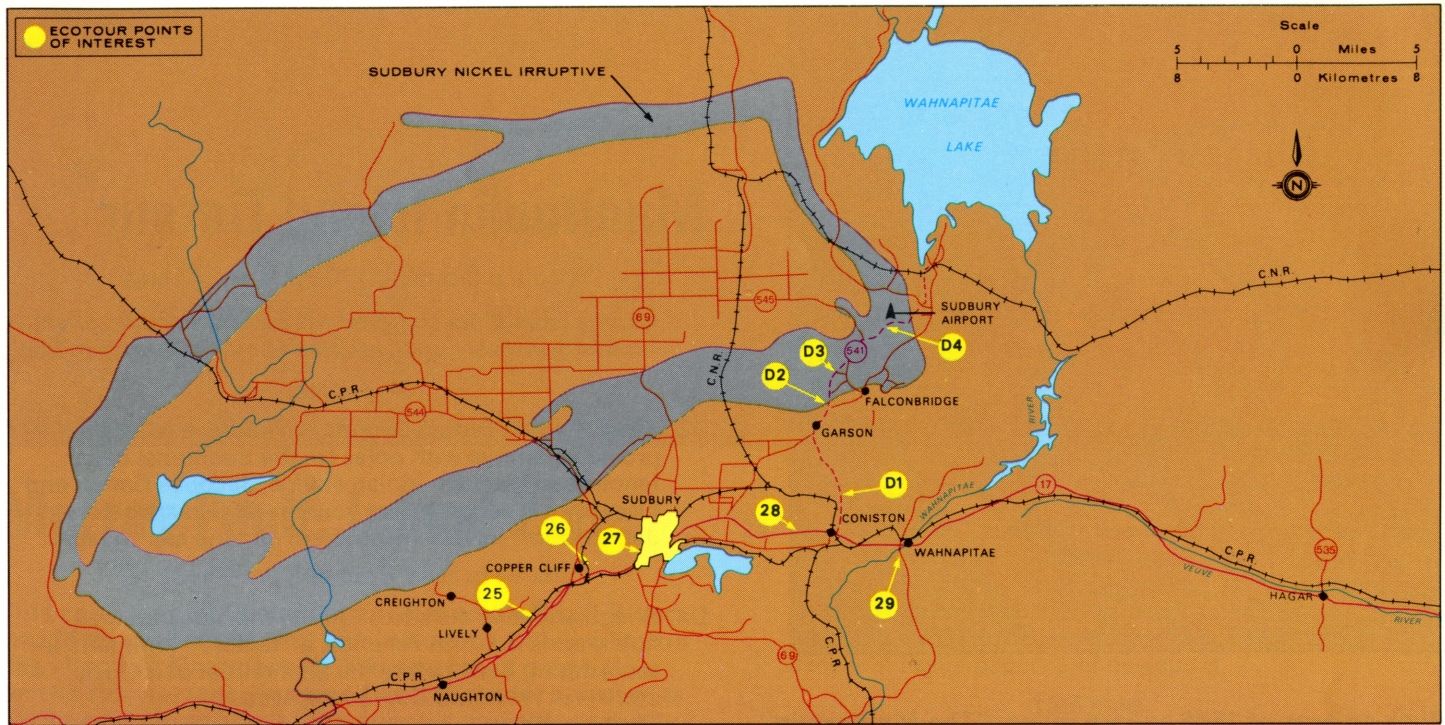 ECOTOUR POINTS
OF INTEREST
Scale
5 0 Miles 5
8 0 Kilometres 8
SUDBURY NICKEL IRRUPTIVE
WAHNAPITAE
LAKE
N
C.N.R.
545
69
SUDBURY
AIRPORT
541
D3
D4
D2
C.N.R.
C.P.R.
544
FALCONBRIDGE
GARSON
RIVER
D1
17
SUDBURY
28
CONISTON
WAHNAPITAE
26
27
WAHNAPITAE
COPPER CLIFF
C.P.R.
535
VEUVE
25
CREIGHTON
29
HAGAR
RIVER
LIVELY
69
C.P.R.
C.P.R.
NAUGHTON